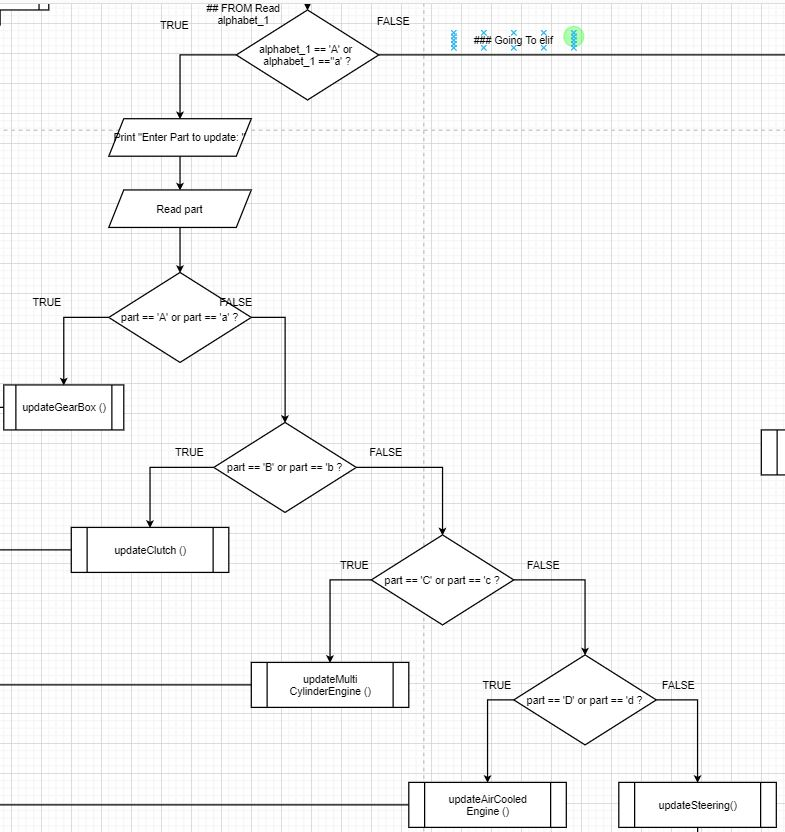 ## FROM Read
alphabet_1
TRUE
FALSE
alphabet_1 == 'A' or
alphabet_1 =="a' ?
### Going To elif
Print "Enter Part to update: "
Read part
TRUE
FALSE
part == 'A' or part == 'a' ?
updateGearBox ()
TRUE
FALSE
part == 'B' or part == 'b ?
updateClutch ()
TRUE
FALSE
part == 'C' or part == 'c ?
updateMulti
CylinderEngine ()
TRUE
FALSE
part == 'D' or part == 'd ?
updateAirCooled
Engine ()
updateSteering()